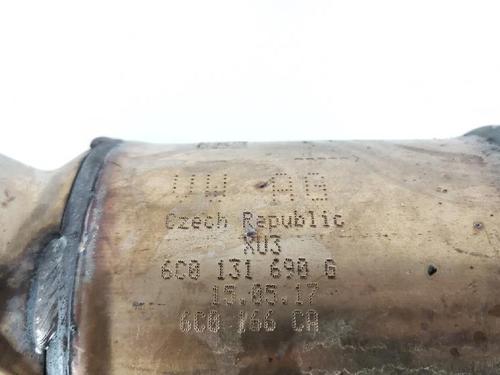 VW AG
Czech Republic
XU3
6C0 131 690 G
15.05.17
6C0 166 CA